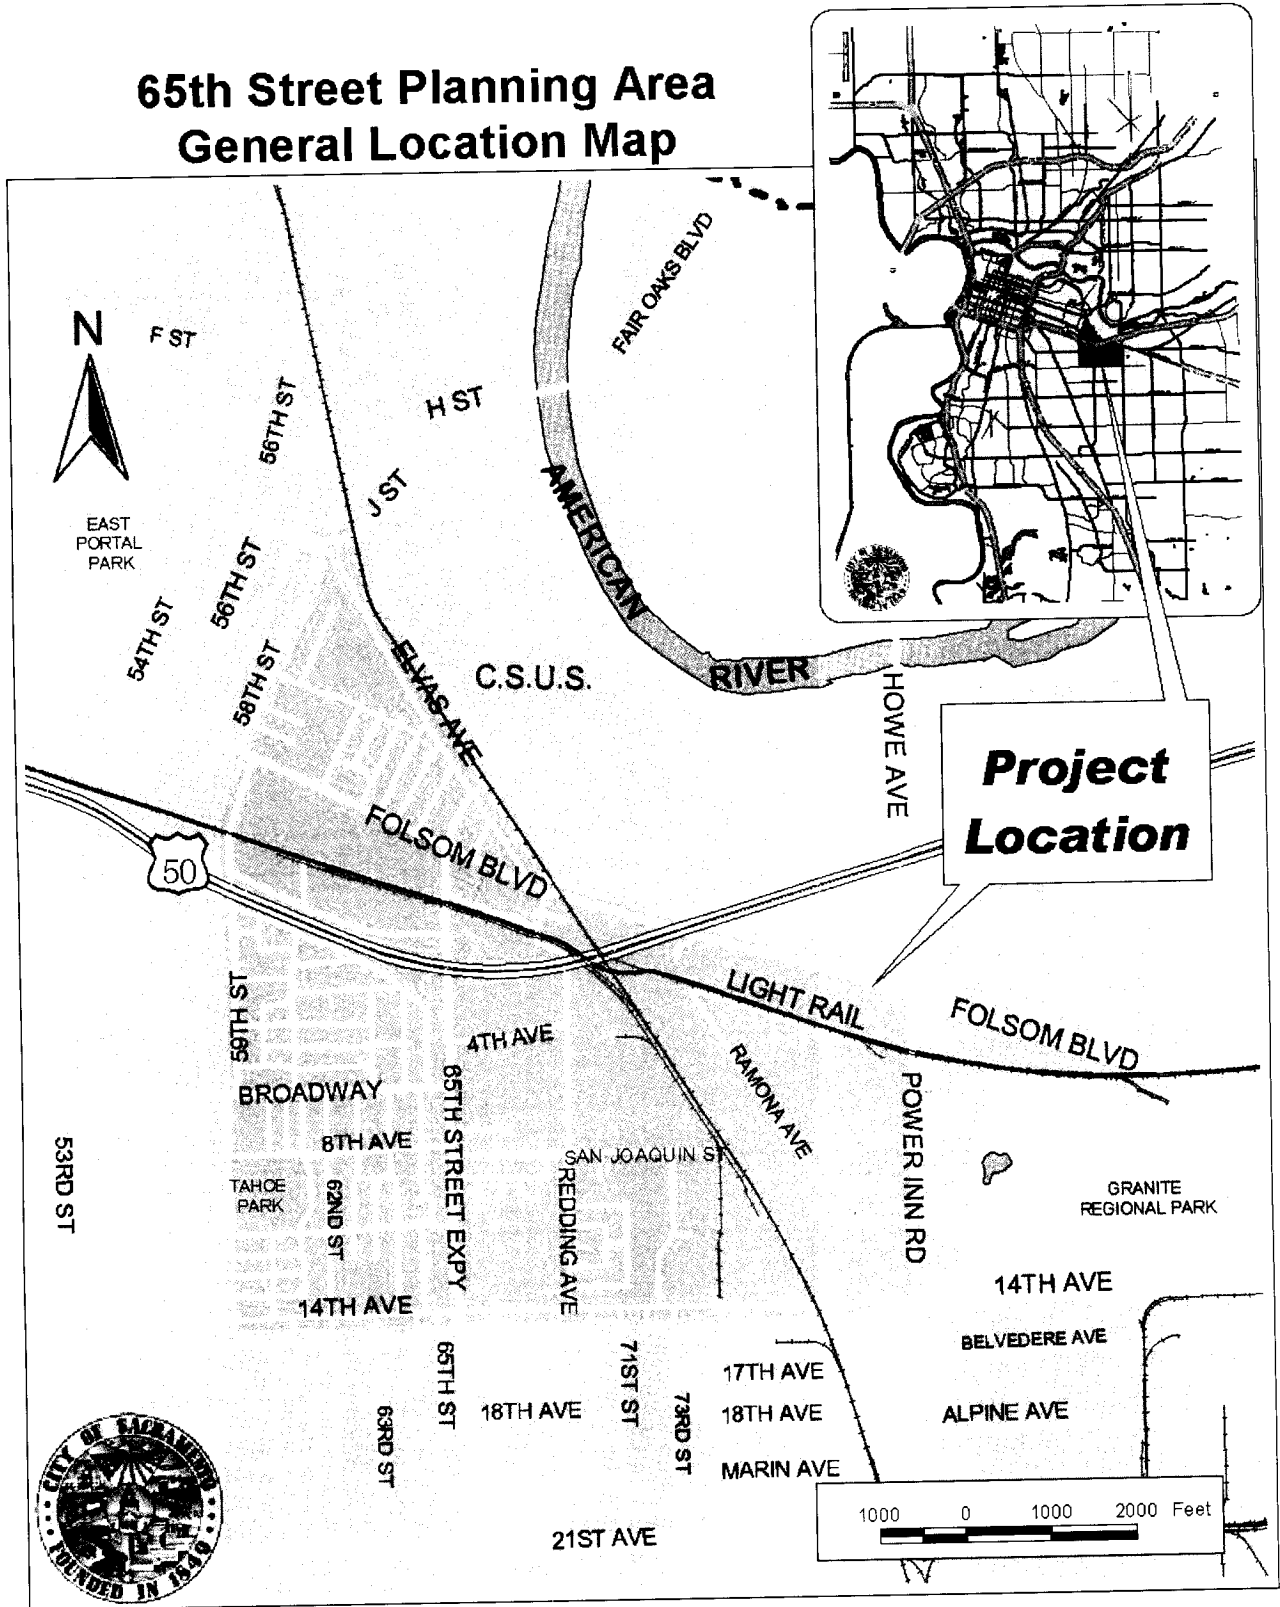 65th Street Planning Area
General Location Map
N
F ST
FAIR OAKS BLVD
56TH ST
H ST
J ST
EAST
PORTAL
PARK
AMERICAN
RIVER
56TH ST
54TH ST
58TH ST
ELVAS AVE
C.S.U.S.
HOWE AVE
Project
Location
50
FOLSOM BLVD
LIGHT RAIL
FOLSOM BLVD
59TH ST
4TH AVE
RAMONA AVE
BROADWAY
65TH STREET EXPY
POWER INN RD
8TH AVE
SAN JOAQUIN ST
53RD ST
TAHOE
PARK
62ND ST
REDDING AVE
GRANITE
REGIONAL PARK
14TH AVE
14TH AVE
BELVEDERE AVE
65TH ST
71ST ST
17TH AVE
63RD ST
18TH AVE
73RD ST
18TH AVE
ALPINE AVE
MARIN AVE
21ST AVE
CITY OF SACRAMENTO
FOUNDED IN 1849
1000 0 1000 2000 Feet